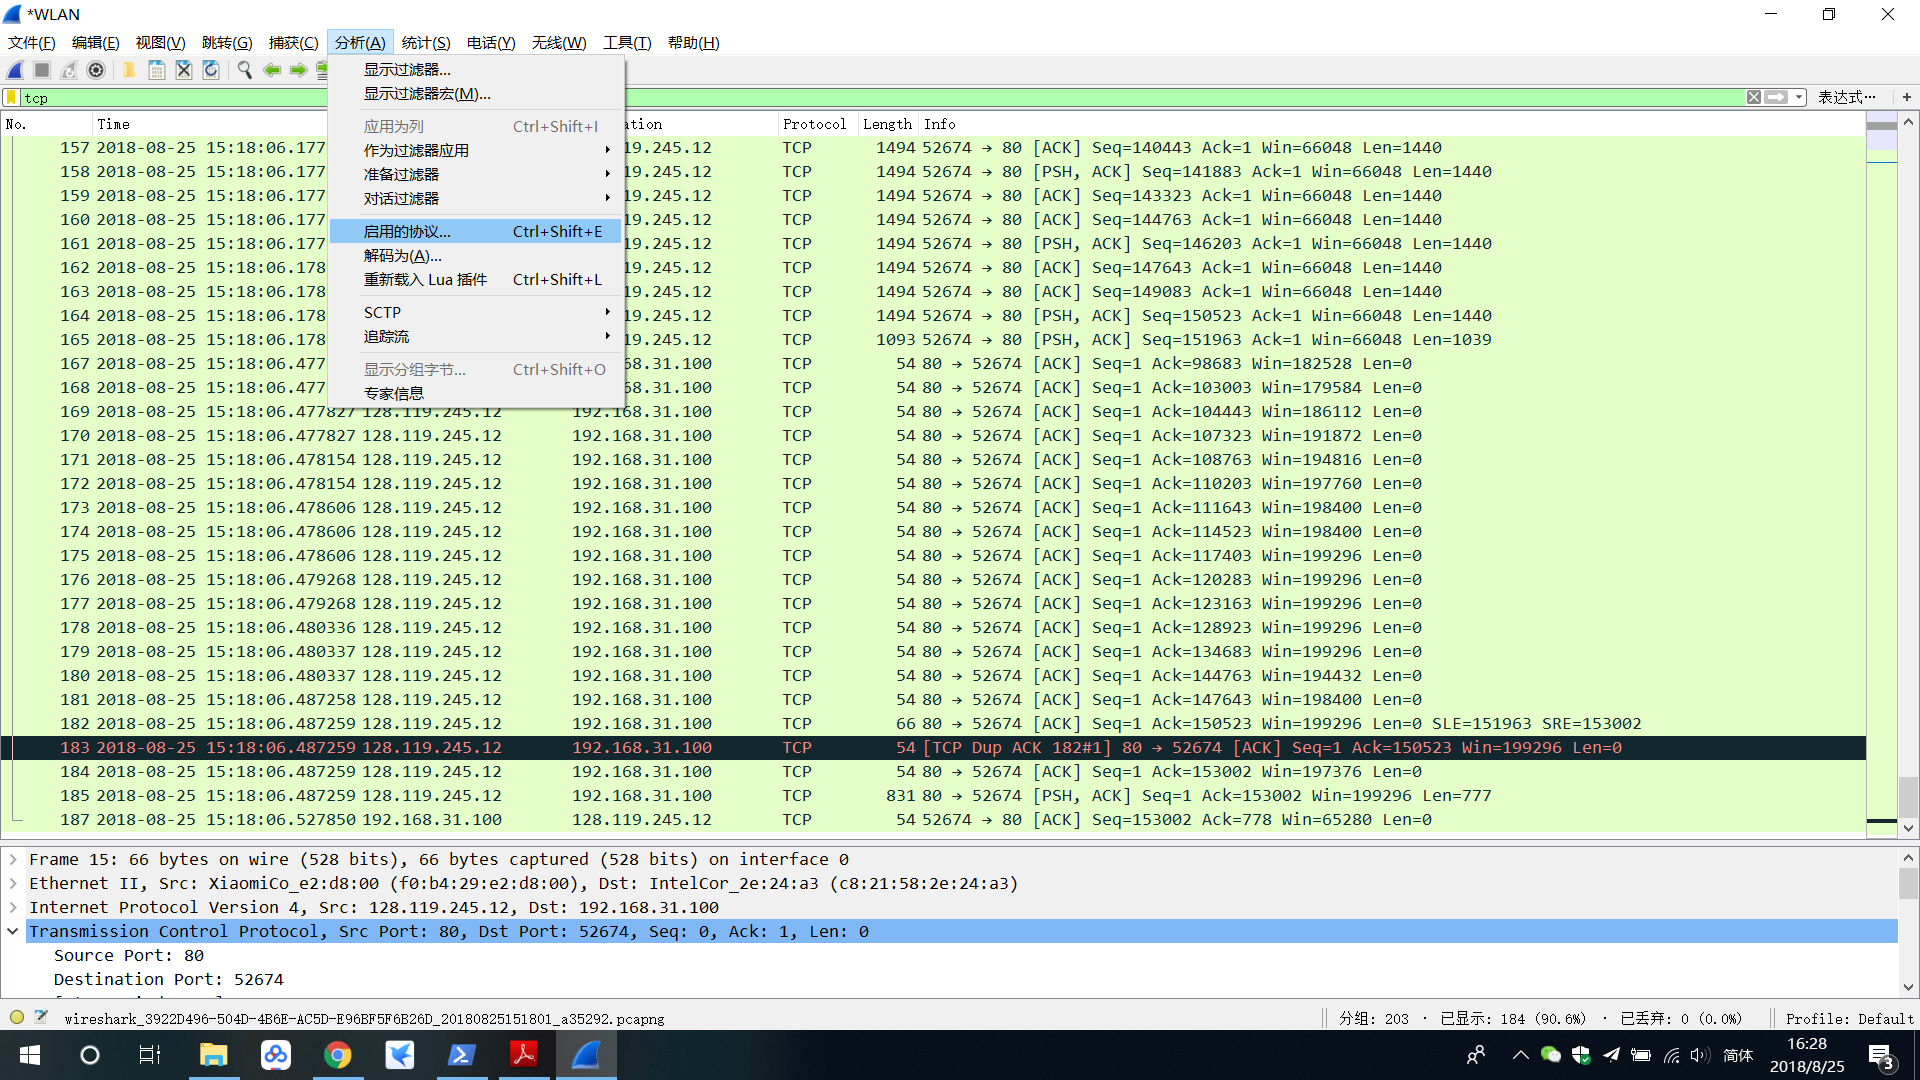 *WLAN
文件(F) 编辑(E) 视图(V) 跳转(G) 捕获(C) 分析(A) 统计(S) 电话(Y) 无线(W) 工具(T) 帮助(H)
显示过滤器...
显示过滤器宏(M)...
应用为列 Ctrl+Shift+I
作为过滤器应用
准备过滤器
对话过滤器
启用的协议... Ctrl+Shift+E
解码为(A)...
重新载入 Lua 插件 Ctrl+Shift+L
SCTP
追踪流
显示分组字节... Ctrl+Shift+O
专家信息
tcp 表达式… +
No. Time ation Protocol Length Info
157 2018-08-25 15:18:06.177 19.245.12 TCP 1494 52674 → 80 [ACK] Seq=140443 Ack=1 Win=66048 Len=1440
158 2018-08-25 15:18:06.177 19.245.12 TCP 1494 52674 → 80 [PSH, ACK] Seq=141883 Ack=1 Win=66048 Len=1440
159 2018-08-25 15:18:06.177 19.245.12 TCP 1494 52674 → 80 [ACK] Seq=143323 Ack=1 Win=66048 Len=1440
160 2018-08-25 15:18:06.177 19.245.12 TCP 1494 52674 → 80 [ACK] Seq=144763 Ack=1 Win=66048 Len=1440
161 2018-08-25 15:18:06.177 19.245.12 TCP 1494 52674 → 80 [PSH, ACK] Seq=146203 Ack=1 Win=66048 Len=1440
162 2018-08-25 15:18:06.178 19.245.12 TCP 1494 52674 → 80 [ACK] Seq=147643 Ack=1 Win=66048 Len=1440
163 2018-08-25 15:18:06.178 19.245.12 TCP 1494 52674 → 80 [ACK] Seq=149083 Ack=1 Win=66048 Len=1440
164 2018-08-25 15:18:06.178 19.245.12 TCP 1494 52674 → 80 [PSH, ACK] Seq=150523 Ack=1 Win=66048 Len=1440
165 2018-08-25 15:18:06.178 19.245.12 TCP 1093 52674 → 80 [PSH, ACK] Seq=151963 Ack=1 Win=66048 Len=1039
167 2018-08-25 15:18:06.477 68.31.100 TCP 54 80 → 52674 [ACK] Seq=1 Ack=98683 Win=182528 Len=0
168 2018-08-25 15:18:06.477 68.31.100 TCP 54 80 → 52674 [ACK] Seq=1 Ack=103003 Win=179584 Len=0
169 2018-08-25 15:18:06.477827 128.119.245.12 192.168.31.100 TCP 54 80 → 52674 [ACK] Seq=1 Ack=104443 Win=186112 Len=0
170 2018-08-25 15:18:06.477827 128.119.245.12 192.168.31.100 TCP 54 80 → 52674 [ACK] Seq=1 Ack=107323 Win=191872 Len=0
171 2018-08-25 15:18:06.478154 128.119.245.12 192.168.31.100 TCP 54 80 → 52674 [ACK] Seq=1 Ack=108763 Win=194816 Len=0
172 2018-08-25 15:18:06.478154 128.119.245.12 192.168.31.100 TCP 54 80 → 52674 [ACK] Seq=1 Ack=110203 Win=197760 Len=0
173 2018-08-25 15:18:06.478606 128.119.245.12 192.168.31.100 TCP 54 80 → 52674 [ACK] Seq=1 Ack=111643 Win=198400 Len=0
174 2018-08-25 15:18:06.478606 128.119.245.12 192.168.31.100 TCP 54 80 → 52674 [ACK] Seq=1 Ack=114523 Win=198400 Len=0
175 2018-08-25 15:18:06.478606 128.119.245.12 192.168.31.100 TCP 54 80 → 52674 [ACK] Seq=1 Ack=117403 Win=199296 Len=0
176 2018-08-25 15:18:06.479268 128.119.245.12 192.168.31.100 TCP 54 80 → 52674 [ACK] Seq=1 Ack=120283 Win=199296 Len=0
177 2018-08-25 15:18:06.479268 128.119.245.12 192.168.31.100 TCP 54 80 → 52674 [ACK] Seq=1 Ack=123163 Win=199296 Len=0
178 2018-08-25 15:18:06.480336 128.119.245.12 192.168.31.100 TCP 54 80 → 52674 [ACK] Seq=1 Ack=128923 Win=199296 Len=0
179 2018-08-25 15:18:06.480337 128.119.245.12 192.168.31.100 TCP 54 80 → 52674 [ACK] Seq=1 Ack=134683 Win=199296 Len=0
180 2018-08-25 15:18:06.480337 128.119.245.12 192.168.31.100 TCP 54 80 → 52674 [ACK] Seq=1 Ack=144763 Win=194432 Len=0
181 2018-08-25 15:18:06.487258 128.119.245.12 192.168.31.100 TCP 54 80 → 52674 [ACK] Seq=1 Ack=147643 Win=198400 Len=0
182 2018-08-25 15:18:06.487259 128.119.245.12 192.168.31.100 TCP 66 80 → 52674 [ACK] Seq=1 Ack=150523 Win=199296 Len=0 SLE=151963 SRE=153002
183 2018-08-25 15:18:06.487259 128.119.245.12 192.168.31.100 TCP 54 [TCP Dup ACK 182#1] 80 → 52674 [ACK] Seq=1 Ack=150523 Win=199296 Len=0
184 2018-08-25 15:18:06.487259 128.119.245.12 192.168.31.100 TCP 54 80 → 52674 [ACK] Seq=1 Ack=153002 Win=197376 Len=0
185 2018-08-25 15:18:06.487259 128.119.245.12 192.168.31.100 TCP 831 80 → 52674 [PSH, ACK] Seq=1 Ack=153002 Win=199296 Len=777
187 2018-08-25 15:18:06.527850 192.168.31.100 128.119.245.12 TCP 54 52674 → 80 [ACK] Seq=153002 Ack=778 Win=65280 Len=0
Frame 15: 66 bytes on wire (528 bits), 66 bytes captured (528 bits) on interface 0
Ethernet II, Src: XiaomiCo_e2:d8:00 (f0:b4:29:e2:d8:00), Dst: IntelCor_2e:24:a3 (c8:21:58:2e:24:a3)
Internet Protocol Version 4, Src: 128.119.245.12, Dst: 192.168.31.100
Transmission Control Protocol, Src Port: 80, Dst Port: 52674, Seq: 0, Ack: 1, Len: 0
Source Port: 80
Destination Port: 52674
wireshark_3922D496-504D-4B6E-AC5D-E96BF5F6B26D_20180825151801_a35292.pcapng 分组: 203 · 已显示: 184 (90.6%) · 已丢弃: 0 (0.0%) Profile: Default
简体 16:28
2018/8/25 3